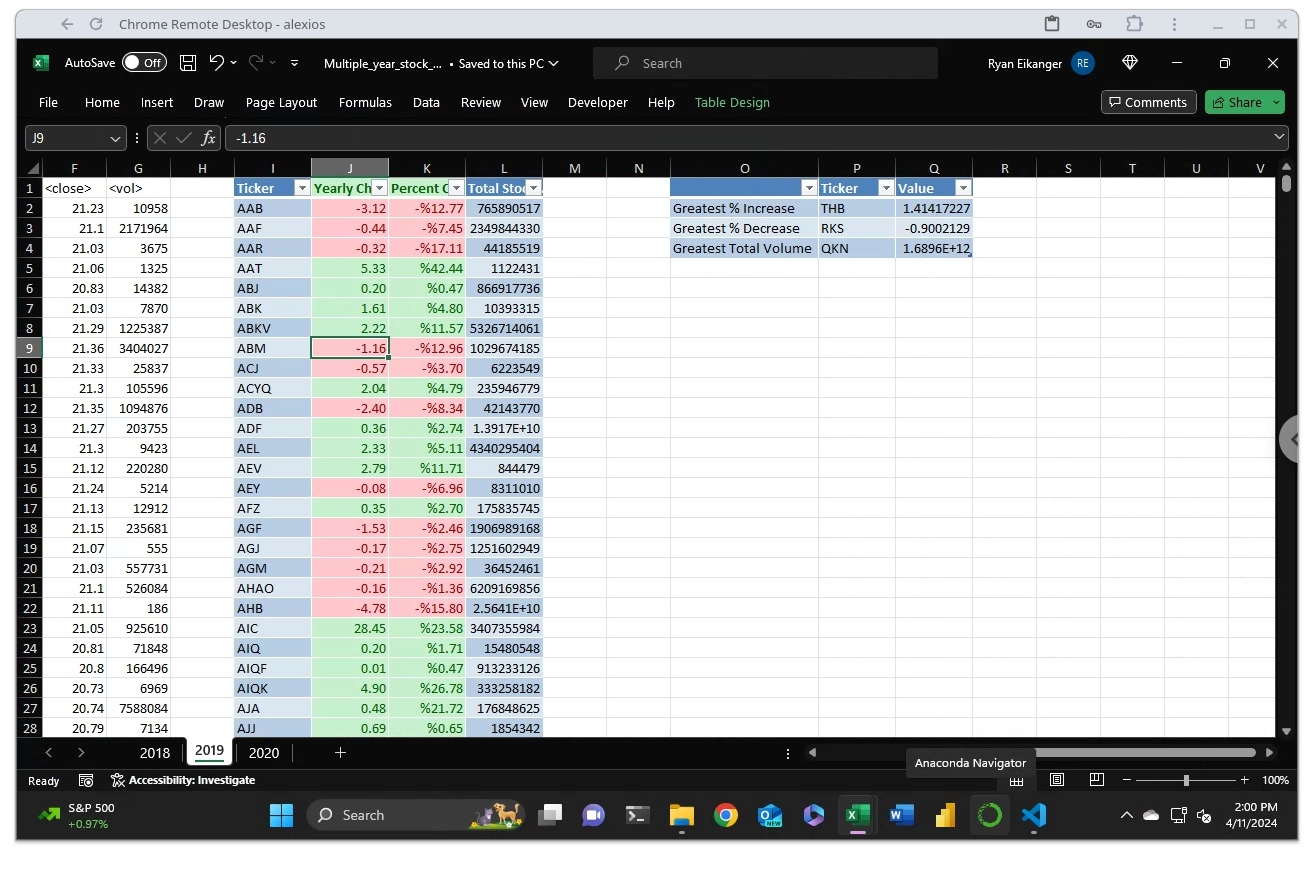 Chrome Remote Desktop - alexios
AutoSave Off Multiple_year_stock_... • Saved to this PC Search Ryan Eikanger RE
File Home Insert Draw Page Layout Formulas Data Review View Developer Help Table Design Comments Share
J9 fx -1.16
F G H I J K L M N O P Q R S T U V
1 <close> <vol> Ticker Yearly Ch Percent C Total Stoc Ticker Value
2 21.23 10958 AAB -3.12 -%12.77 765890517 Greatest % Increase THB 1.41417227
3 21.1 2171964 AAF -0.44 -%7.45 2349844330 Greatest % Decrease RKS -0.9002129
4 21.03 3675 AAR -0.32 -%17.11 44185519 Greatest Total Volume QKN 1.6896E+12
5 21.06 1325 AAT 5.33 %42.44 1122431
6 20.83 14382 ABJ 0.20 %0.47 866917736
7 21.03 7870 ABK 1.61 %4.80 10393315
8 21.29 1225387 ABKV 2.22 %11.57 5326714061
9 21.36 3404027 ABM -1.16 -%12.96 1029674185
10 21.33 25837 ACJ -0.57 -%3.70 6223549
11 21.3 105596 ACYQ 2.04 %4.79 235946779
12 21.35 1094876 ADB -2.40 -%8.34 42143770
13 21.27 203755 ADF 0.36 %2.74 1.3917E+10
14 21.3 9423 AEL 2.33 %5.11 4340295404
15 21.12 220280 AEV 2.79 %11.71 844479
16 21.24 5214 AEY -0.08 -%6.96 8311010
17 21.13 12912 AFZ 0.35 %2.70 175835745
18 21.15 235681 AGF -1.53 -%2.46 1906989168
19 21.07 555 AGJ -0.17 -%2.75 1251602949
20 21.03 557731 AGM -0.21 -%2.92 36452461
21 21.1 526084 AHAO -0.16 -%1.36 6209169856
22 21.11 186 AHB -4.78 -%15.80 2.5641E+10
23 21.05 925610 AIC 28.45 %23.58 3407355984
24 20.81 71848 AIQ 0.20 %1.71 15480548
25 20.8 166496 AIQF 0.01 %0.47 913233126
26 20.73 6969 AIQK 4.90 %26.78 333258182
27 20.74 7588084 AJA 0.48 %21.72 176848625
28 20.79 7134 AJJ 0.69 %0.65 1854342
2018 2019 2020
Anaconda Navigator
Ready Accessibility: Investigate 100%
S&P 500
+0.97%
Search
NEW
2:00 PM
4/11/2024